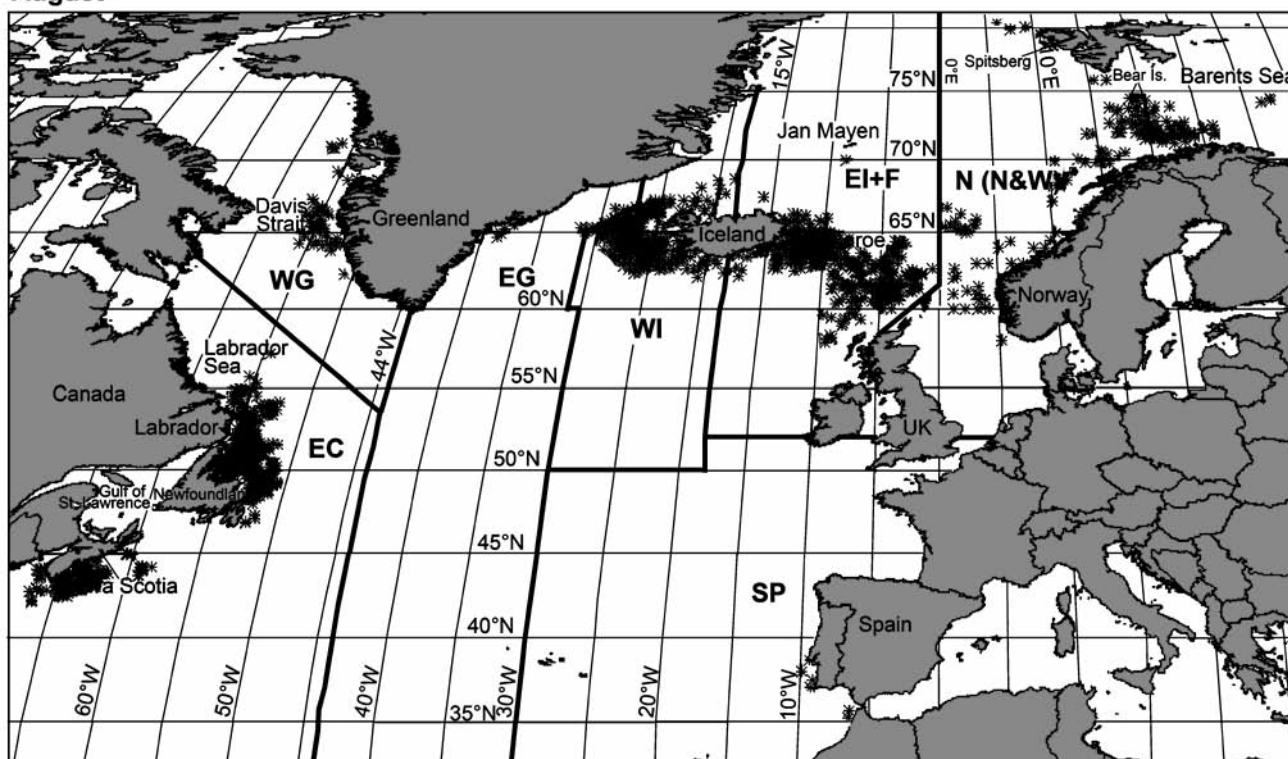 15°W
0°E
Spitsberg
10°E
Bear Is.
Barents Sea
75°N
Jan Mayen
70°N
EI+F
N (N&W)
Davis
Strait
Greenland
65°N
Iceland
WG
EG
60°N
WI
Norway
Labrador
Sea
44°W
55°N
Canada
Labrador
EC
UK
50°N
Gulf of
St. Lawrence
Newfoundlan
45°N
Scotia
SP
40°N
Spain
60°W
50°W
40°W
30°W
20°W
10°W
35°N